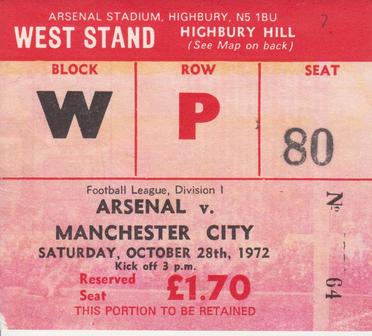 ARSENAL STADIUM, HIGHBURY, N5 1BU
WEST STAND
HIGHBURY HILL
(See Map on back)
BLOCK ROW SEAT
W P 80
Football League, Division I
ARSENAL v.
MANCHESTER CITY
SATURDAY, OCTOBER 28th, 1972
Kick off 3 p.m.
Reserved
Seat
£1.70
THIS PORTION TO BE RETAINED
No --- 64